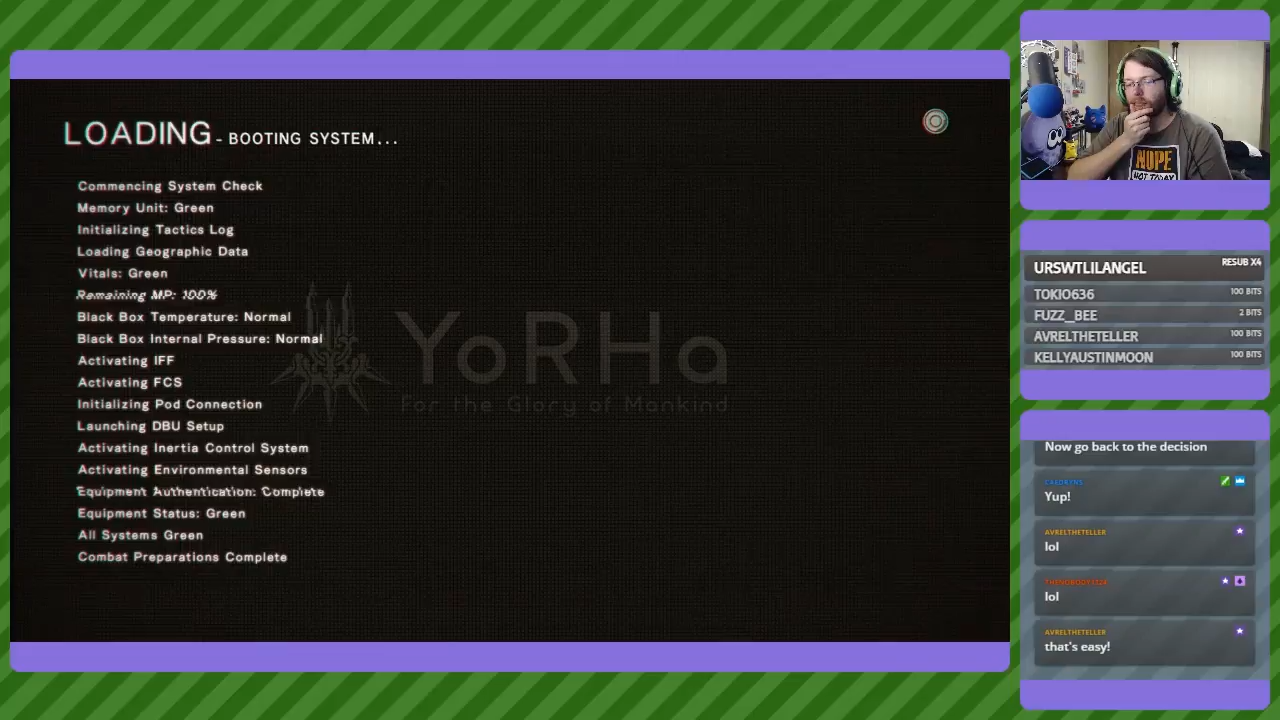 LOADING - BOOTING SYSTEM...
Commencing System Check
Memory Unit: Green
Initializing Tactics Log
Loading Geographic Data
Vitals: Green
Remaining MP: 100%
Black Box Temperature: Normal
Black Box Internal Pressure: Normal
Activating IFF
Activating FCS
Initializing Pod Connection
Launching DBU Setup
Activating Inertia Control System
Activating Environmental Sensors
Equipment Authentication: Complete
Equipment Status: Green
All Systems Green
Combat Preparations Complete
YoRHa
For the Glory of Mankind
NOPE
NOT TODAY
URSWTLILANGEL RESUB X4
TOKIO636 100 BITS
FUZZ_BEE 2 BITS
AVRELTHETELLER 100 BITS
KELLYAUSTINMOON 100 BITS
Now go back to the decision
Yup!
AVRELTHETELLER
lol
lol
AVRELTHETELLER
that's easy!